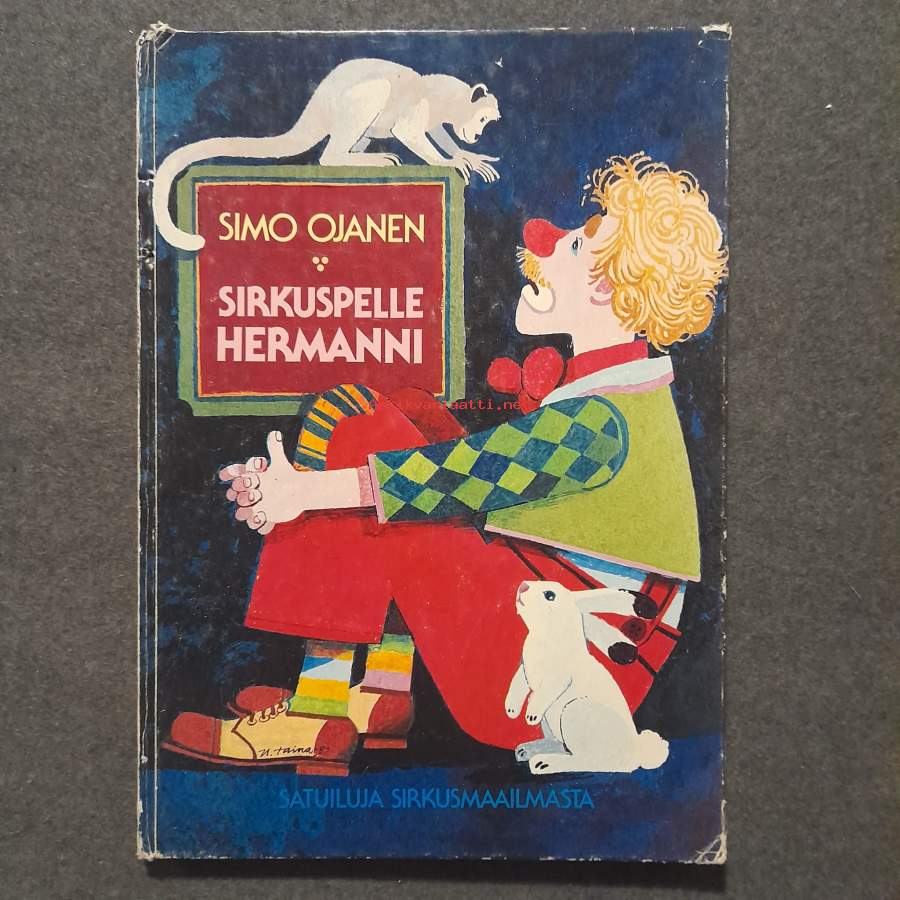 SIMO OJANEN
SIRKUSPELLE
HERMANNI
SATUILUJA SIRKUSMAAILMASTA